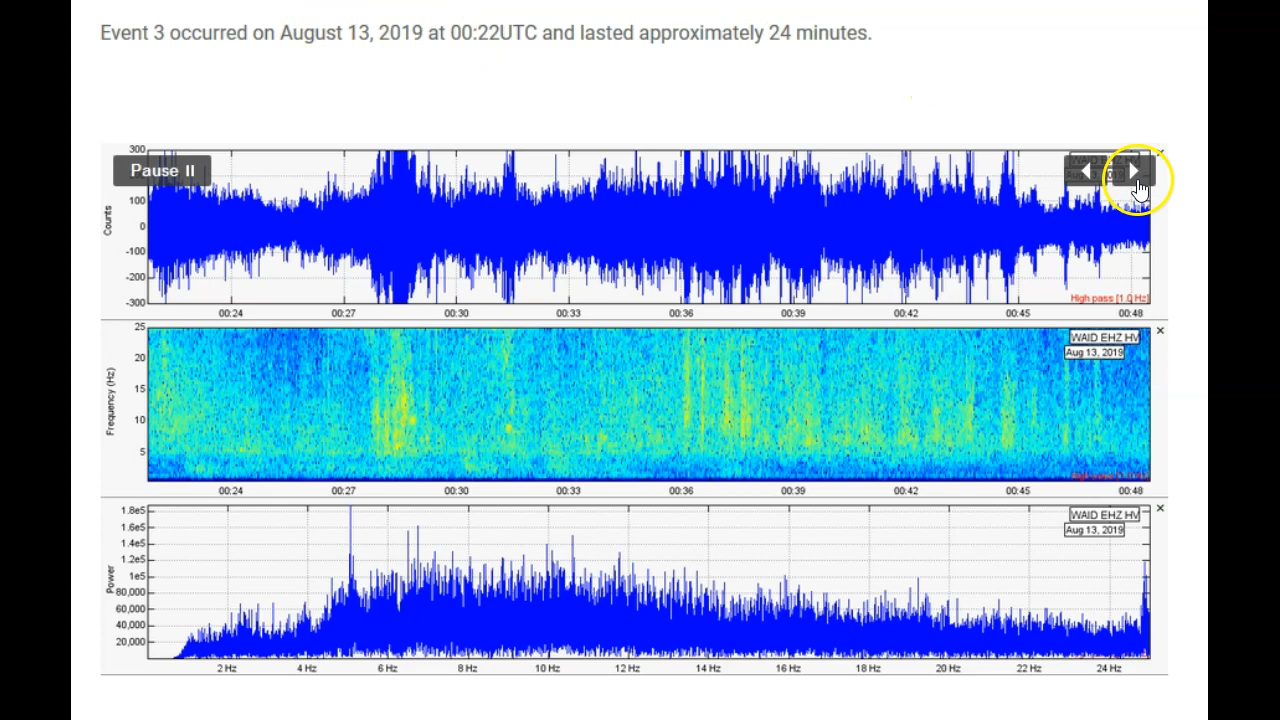 Event 3 occurred on August 13, 2019 at 00:22UTC and lasted approximately 24 minutes.
Pause II
300
100
0
-100
-200
-300
Counts
WAID EHZ HV
High pass [1.0 Hz]
00:24 00:27 00:30 00:33 00:36 00:39 00:42 00:45 00:48
25
20
15
10
5
Frequency (Hz)
WAID EHZ HV
Aug 13, 2019
00:24 00:27 00:30 00:33 00:36 00:39 00:42 00:45 00:48
1.8e5
1.6e5
1.4e5
1.2e5
1e5
80,000
60,000
40,000
20,000
Power
WAID EHZ HV
Aug 13, 2019
2 Hz 4 Hz 6 Hz 8 Hz 10 Hz 12 Hz 14 Hz 16 Hz 18 Hz 20 Hz 22 Hz 24 Hz